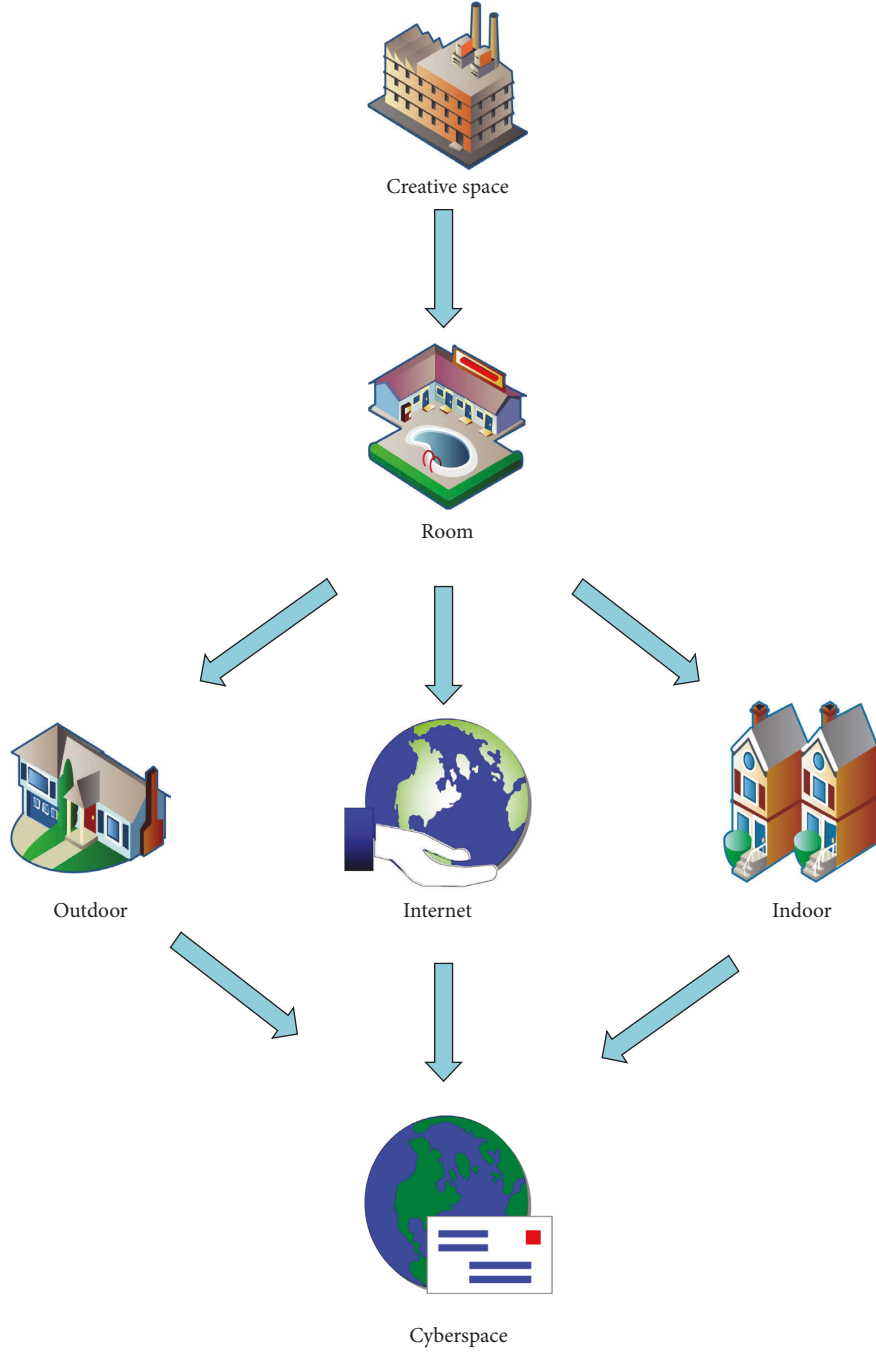 Creative space
Room
Outdoor
Internet
Indoor
Cyberspace